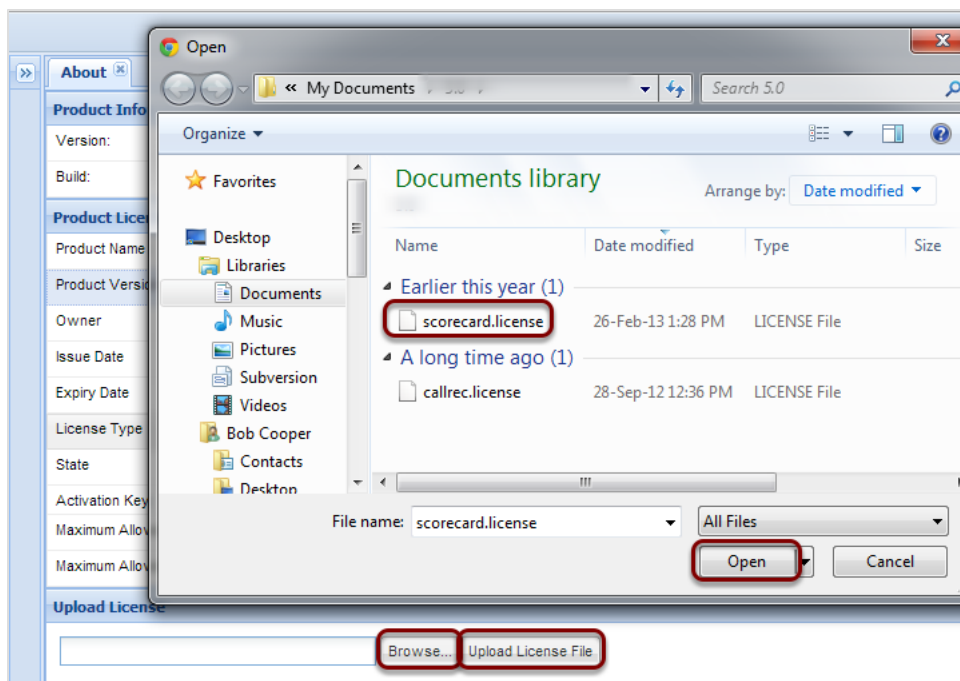 Open
x
About
« My Documents
Search 5.0
Product Info
Organize
Version:
Build:
Favorites
Documents library
Arrange by: Date modified
Product Lice
Desktop
Name Date modified Type Size
Product Name
Libraries
Product Versio
Documents
Earlier this year (1)
Owner
Music
scorecard.license 26-Feb-13 1:28 PM LICENSE File
Issue Date
Pictures
A long time ago (1)
Subversion
Expiry Date
Videos
callrec.license 28-Sep-12 12:36 PM LICENSE File
License Type
Bob Cooper
State
Contacts
Desktop
Activation Key
File name: scorecard.license All Files
Maximum Allow
Open Cancel
Maximum Allow
Upload License
Browse... Upload License File